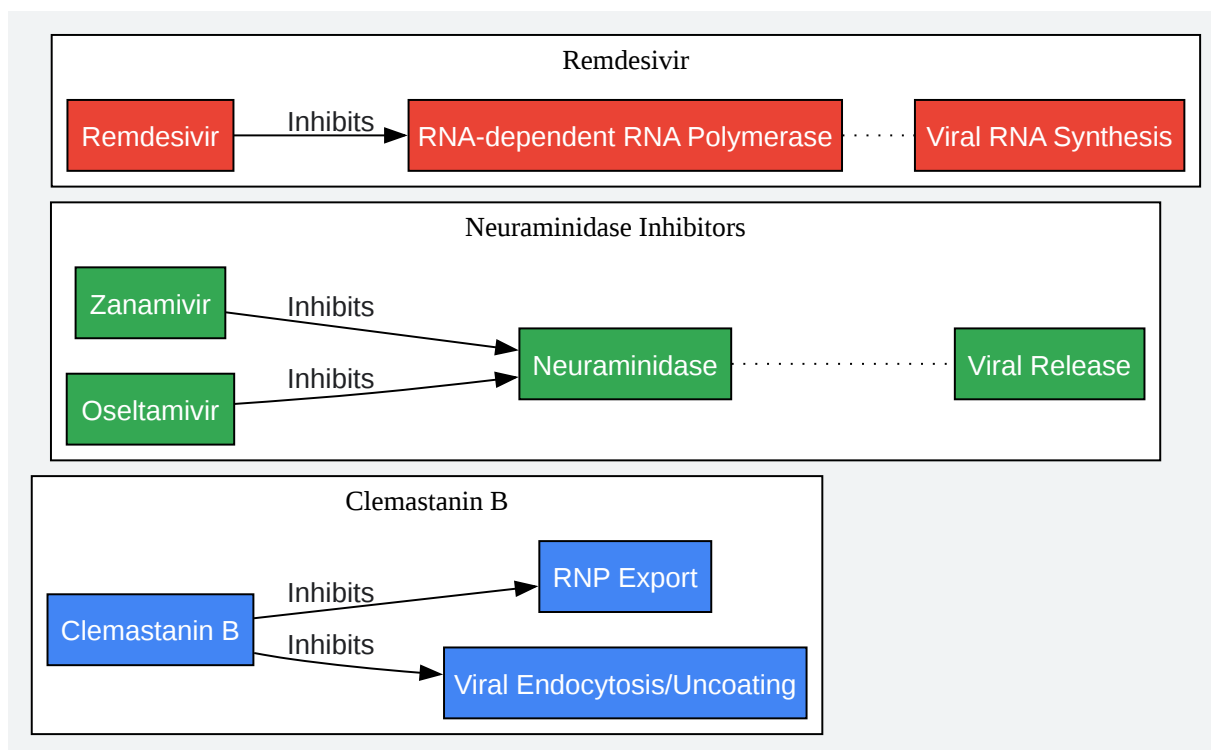 Remdesivir
Remdesivir
Inhibits
RNA-dependent RNA Polymerase
Viral RNA Synthesis
Neuraminidase Inhibitors
Zanamivir
Inhibits
Oseltamivir
Inhibits
Neuraminidase
Viral Release
Clemastanin B
Clemastanin B
Inhibits
RNP Export
Inhibits
Viral Endocytosis/Uncoating